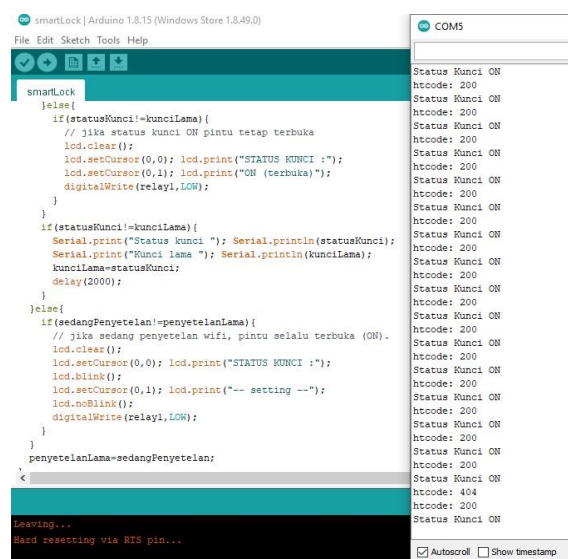 smartLock | Arduino 1.8.15 (Windows Store 1.8.49.0)
File Edit Sketch Tools Help
smartLock
}else{
if(statusKunci!=kunciLama){
// jika status kunci ON pintu tetap terbuka
lcd.clear();
lcd.setCursor(0,0); lcd.print("STATUS KUNCI :");
lcd.setCursor(0,1); lcd.print("ON (terbuka)");
digitalWrite(relay1,LOW);
}
}
if(statusKunci!=kunciLama){
Serial.print("Status kunci "); Serial.println(statusKunci);
Serial.print("Kunci lama "); Serial.println(kunciLama);
kunciLama=statusKunci;
delay(2000);
}
}else{
if(sedangPenyetelan!=penyetelanLama){
// jika sedang penyetelan wifi, pintu selalu terbuka (ON).
lcd.clear();
lcd.setCursor(0,0); lcd.print("STATUS KUNCI :");
lcd.blink();
lcd.setCursor(0,1); lcd.print("-- setting --");
lcd.noBlink();
digitalWrite(relay1,LOW);
}
}
penyetelanLama=sedangPenyetelan;
Leaving...
Hard resetting via RTS pin...
COM5
Status Kunci ON
htcode: 200
Status Kunci ON
htcode: 200
Status Kunci ON
htcode: 200
Status Kunci ON
htcode: 200
Status Kunci ON
htcode: 200
Status Kunci ON
htcode: 200
Status Kunci ON
htcode: 200
Status Kunci ON
htcode: 200
Status Kunci ON
htcode: 200
Status Kunci ON
htcode: 200
Status Kunci ON
htcode: 200
Status Kunci ON
htcode: 200
Status Kunci ON
htcode: 200
Status Kunci ON
htcode: 200
Status Kunci ON
htcode: 200
Status Kunci ON
htcode: 404
htcode: 200
Status Kunci ON
Autoscroll Show timestamp